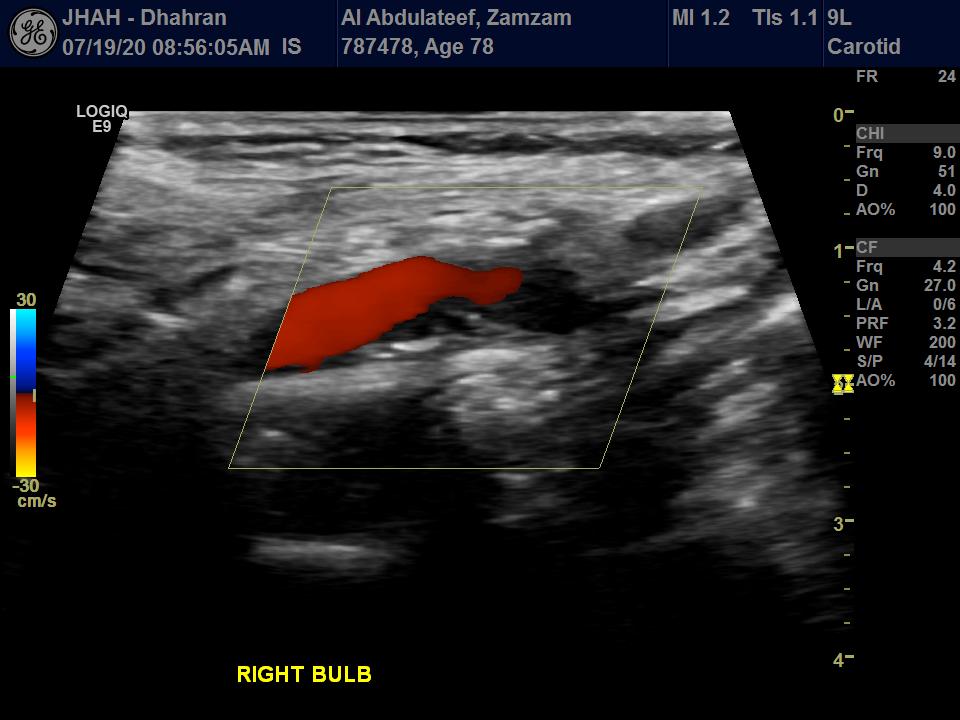 JHAH - Dhahran
07/19/20 08:56:05AM IS
Al Abdulateef, Zamzam
787478, Age 78
MI 1.2 TIs 1.1
9L
Carotid
LOGIQ
E9
FR 24
CHI
Frq 9.0
Gn 51
D 4.0
AO% 100
CF
Frq 4.2
Gn 27.0
L/A 0/6
PRF 3.2
WF 200
S/P 4/14
AO% 100
0
1
3
4
30
-30
cm/s
RIGHT BULB